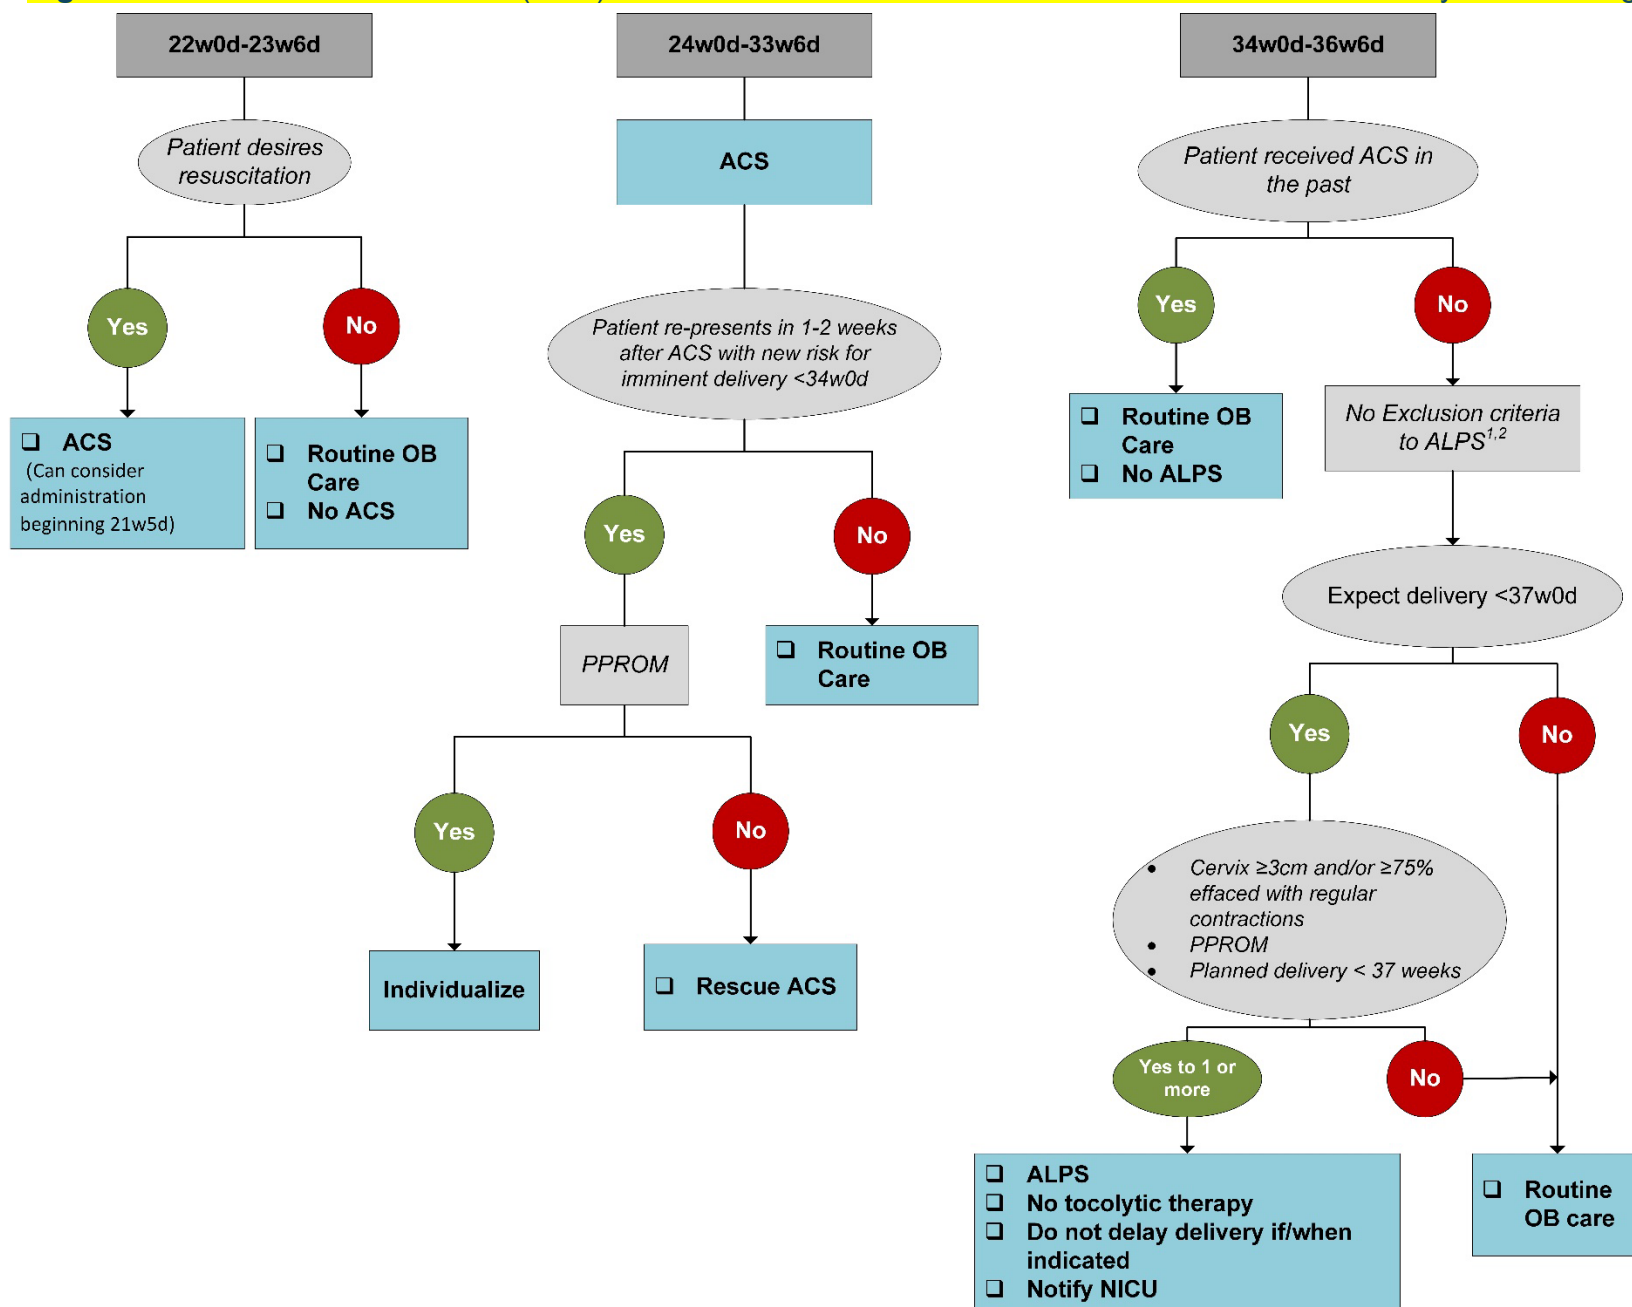 22w0d-23w6d
Patient desires
resuscitation
Yes
No
❑ ACS
(Can consider
administration
beginning 21w5d)
❑ Routine OB
Care
❑ No ACS
24w0d-33w6d
ACS
Patient re-presents in 1-2 weeks
after ACS with new risk for
imminent delivery <34w0d
Yes
No
PPROM
❑ Routine OB
Care
Yes
No
Individualize
❑ Rescue ACS
34w0d-36w6d
Patient received ACS in
the past
Yes
No
❑ Routine OB
Care
❑ No ALPS
No Exclusion criteria
to ALPS1,2
Expect delivery <37w0d
Yes
No
• Cervix ≥3cm and/or ≥75%
effaced with regular
contractions
• PPROM
• Planned delivery < 37 weeks
Yes to 1 or
more
No
❑ ALPS
❑ No tocolytic therapy
❑ Do not delay delivery if/when
indicated
❑ Notify NICU
❑ Routine
OB care